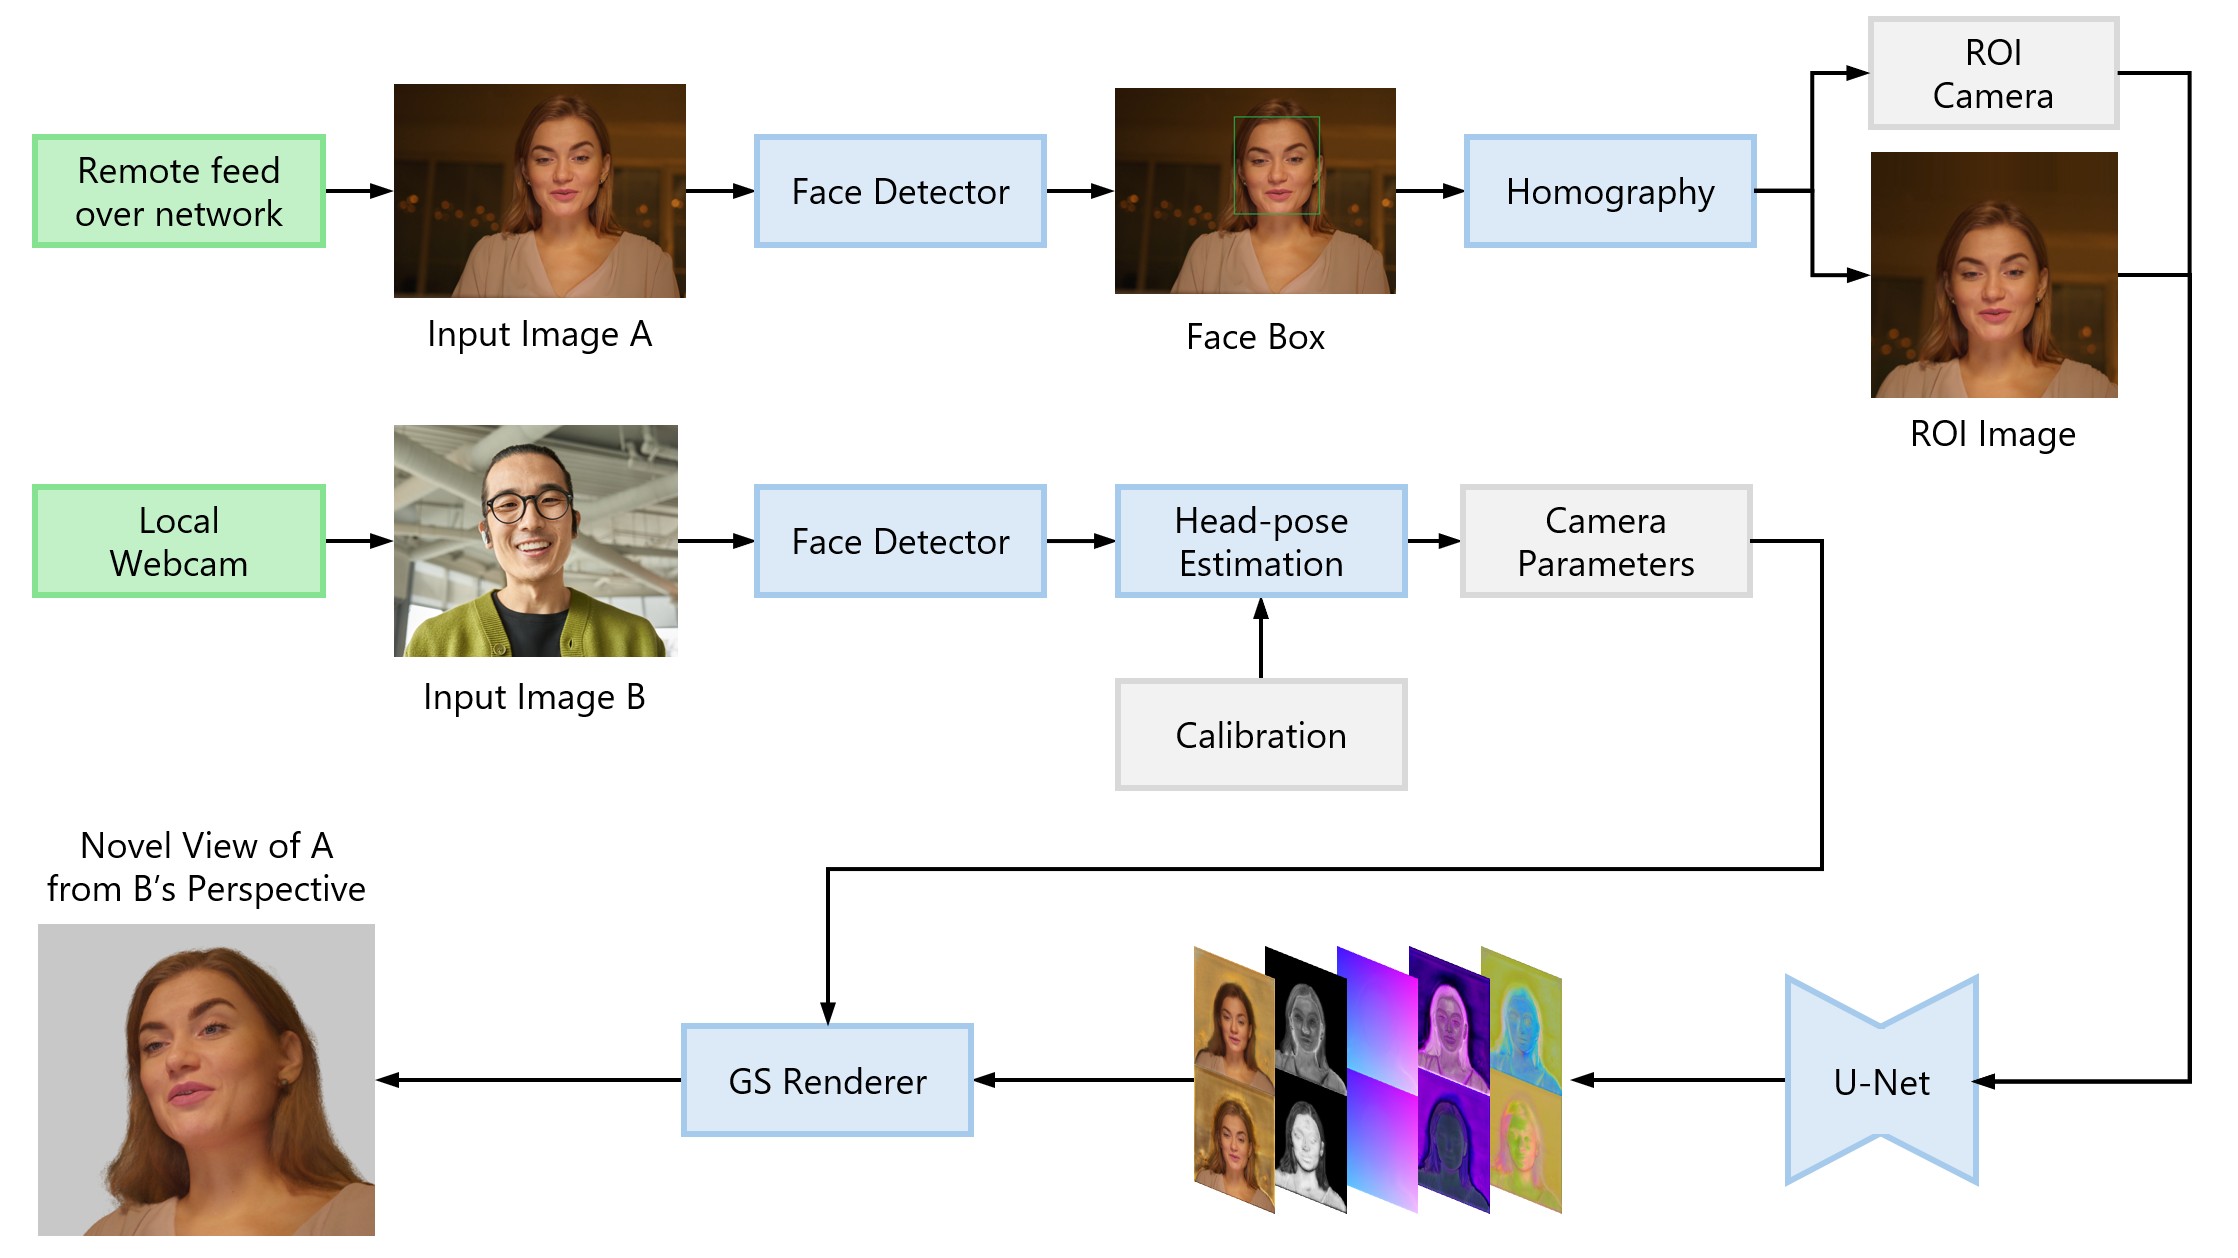 Remote feed
over network
Input Image A
Face Detector
Face Box
Homography
ROI
Camera
ROI Image
Local
Webcam
Input Image B
Face Detector
Head-pose
Estimation
Camera
Parameters
Calibration
Novel View of A
from B’s Perspective
GS Renderer
U-Net